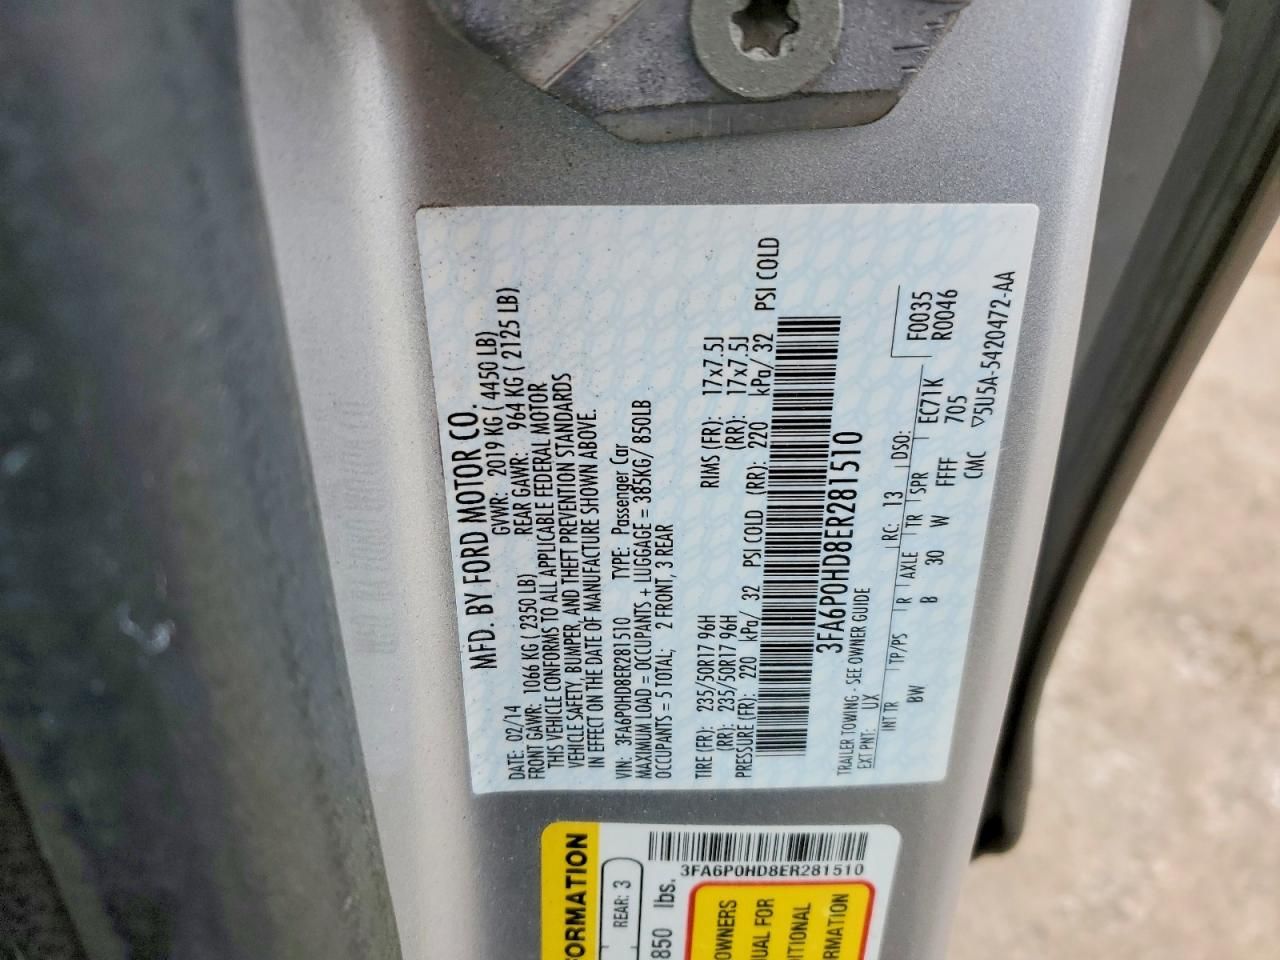 MFD. BY FORD MOTOR CO.
DATE: 02/14 GVWR: 2019 KG ( 4450 LB)
FRONT GAWR: 1066 KG ( 2350 LB) REAR GAWR: 964 KG ( 2125 LB)
THIS VEHICLE CONFORMS TO ALL APPLICABLE FEDERAL MOTOR
VEHICLE SAFETY, BUMPER, AND THEFT PREVENTION STANDARDS
IN EFFECT ON THE DATE OF MANUFACTURE SHOWN ABOVE.
VIN: 3FA6P0HD8ER281510 TYPE: Passenger Car
MAXIMUM LOAD = OCCUPANTS + LUGGAGE = 385KG/ 850LB
OCCUPANTS = 5 TOTAL; 2 FRONT, 3 REAR
TIRE (FR): 235/50R17 96H RIMS (FR): 17x7.5J
(RR): 235/50R17 96H (RR): 17x7.5J
PRESSURE (FR): 220 kPa/ 32 PSI COLD (RR): 220 kPa/ 32 PSI COLD
3FA6P0HD8ER281510
TRAILER TOWING - SEE OWNER GUIDE
EXT PNT: UX RC: 13 DSO: F0035
R0046
INT TR TP/PS R AXLE TR SPR EC71K
BW B 30 W FFFF 705
CMC ▽5U5A-5420472-AA
ORMATION
REAR: 3
850 lbs.
3FA6P0HD8ER281510
OWNERS
UAL FOR
ITIONAL
RMATION